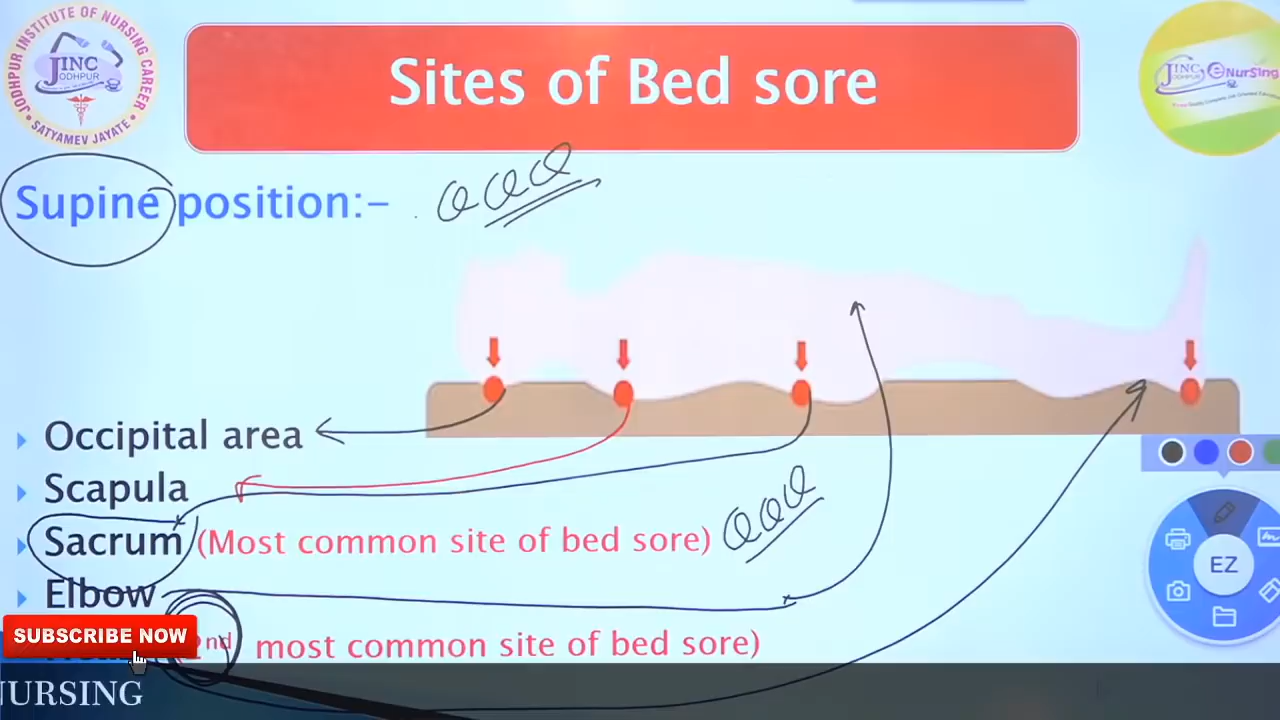 JODHPUR INSTITUTE OF NURSING CAREER
JINC
JODHPUR
SATYAMEV JAYATE
Sites of Bed sore
JINC
JODHPUR
eNursing
Supine position:-
Occipital area
Scapula
Sacrum (Most common site of bed sore)
Elbow
2nd most common site of bed sore)
SUBSCRIBE NOW
NURSING
EZ